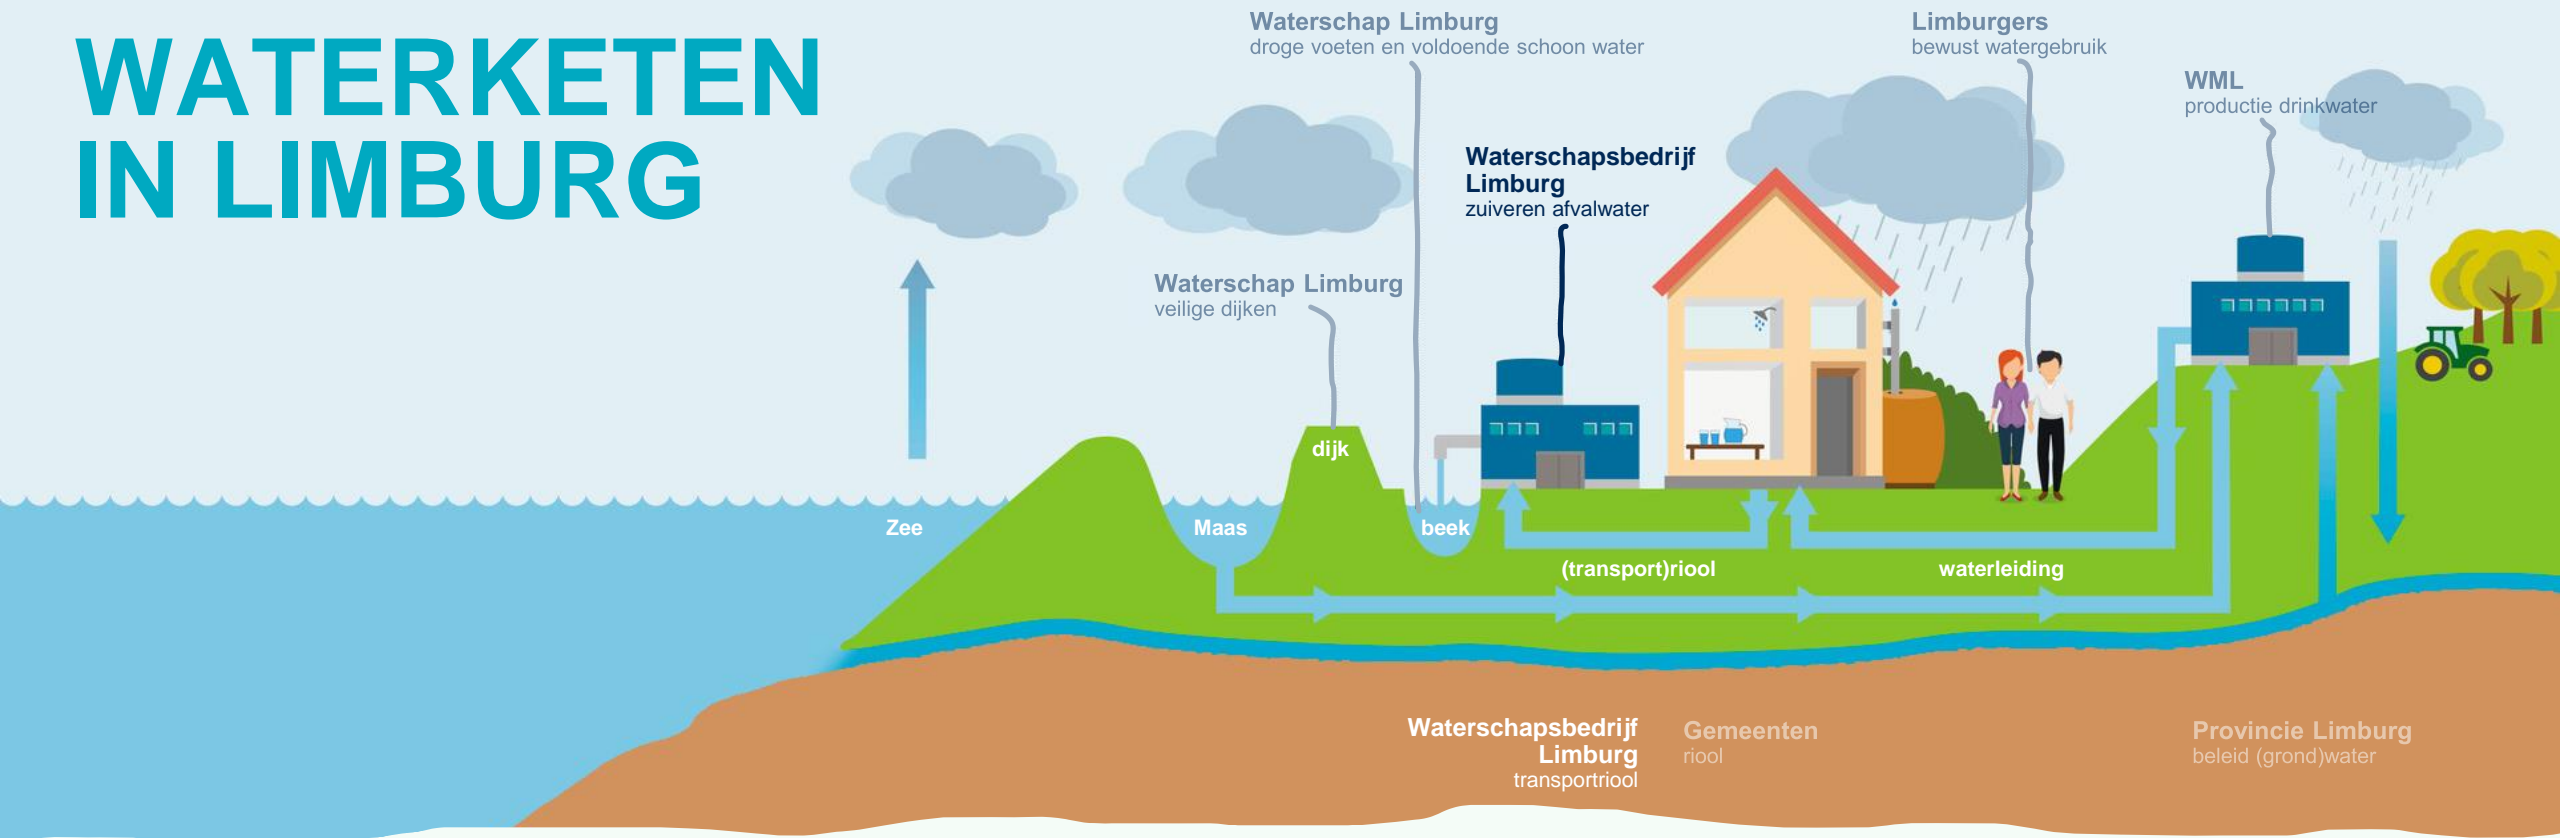 WATERKETEN
IN LIMBURG
Waterschap Limburg
droge voeten en voldoende schoon water
Limburgers
bewust watergebruik
WML
productie drinkwater
Waterschapsbedrijf
Limburg
zuiveren afvalwater
Waterschap Limburg
veilige dijken
dijk
Zee
Maas
beek
(transport)riool
waterleiding
Waterschapsbedrijf
Limburg
transportriool
Gemeenten
riool
Provincie Limburg
beleid (grond)water